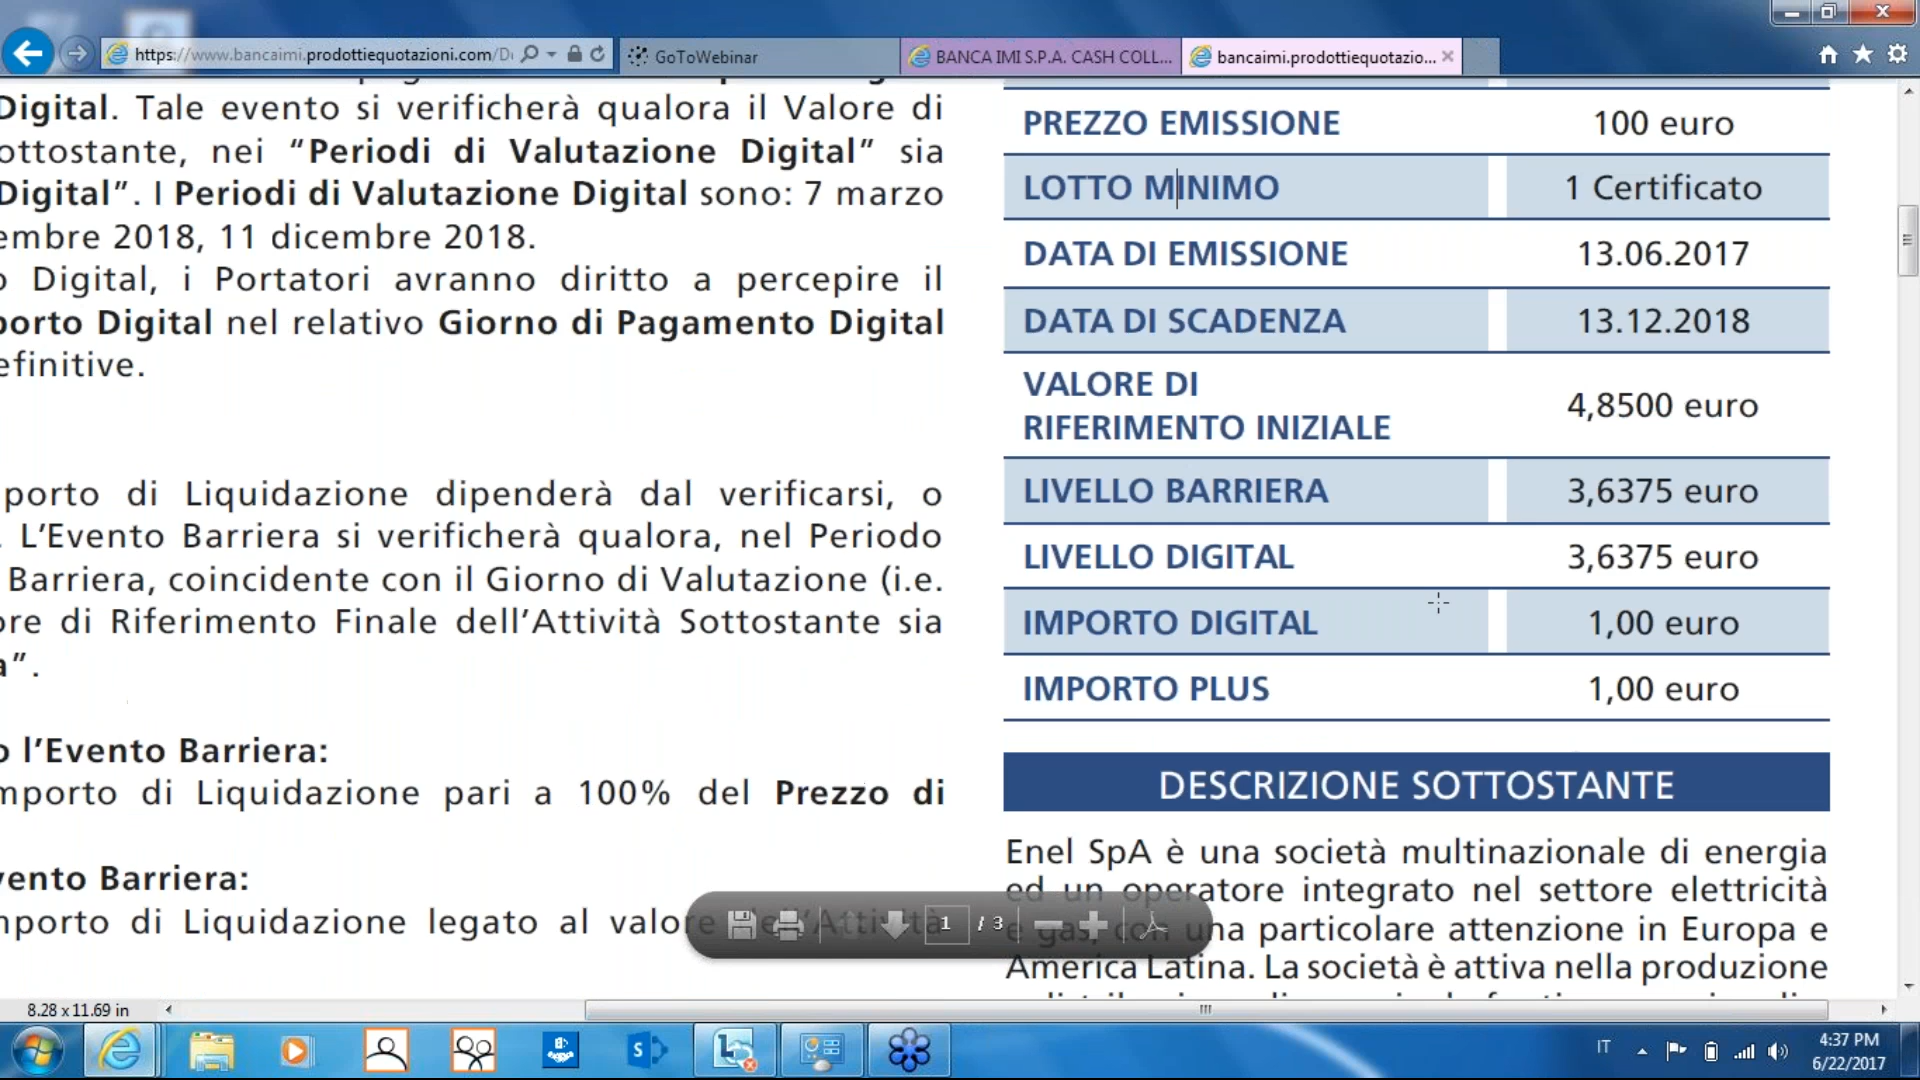 https://www.bancaimi.prodottiequotazioni.com/D
GoToWebinar
BANCA IMI S.P.A. CASH COLL...
bancaimi.prodottiequotazio...
Digital. Tale evento si verificherà qualora il Valore di
ottostante, nei “Periodi di Valutazione Digital” sia
Digital”. I Periodi di Valutazione Digital sono: 7 marzo
embre 2018, 11 dicembre 2018.
o Digital, i Portatori avranno diritto a percepire il
porto Digital nel relativo Giorno di Pagamento Digital
efinitive.
porto di Liquidazione dipenderà dal verificarsi, o
. L’Evento Barriera si verificherà qualora, nel Periodo
Barriera, coincidente con il Giorno di Valutazione (i.e.
ore di Riferimento Finale dell’Attività Sottostante sia
a”.
o l’Evento Barriera:
mporto di Liquidazione pari a 100% del Prezzo di
vento Barriera:
mporto di Liquidazione legato al valore dell’Attività
PREZZO EMISSIONE 100 euro
LOTTO MINIMO 1 Certificato
DATA DI EMISSIONE 13.06.2017
DATA DI SCADENZA 13.12.2018
VALORE DI
RIFERIMENTO INIZIALE 4,8500 euro
LIVELLO BARRIERA 3,6375 euro
LIVELLO DIGITAL 3,6375 euro
IMPORTO DIGITAL 1,00 euro
IMPORTO PLUS 1,00 euro
DESCRIZIONE SOTTOSTANTE
Enel SpA è una società multinazionale di energia
ed un operatore integrato nel settore elettricità
e gas, con una particolare attenzione in Europa e
America Latina. La società è attiva nella produzione
1 / 3
8.28 x 11.69 in
IT
4:37 PM
6/22/2017